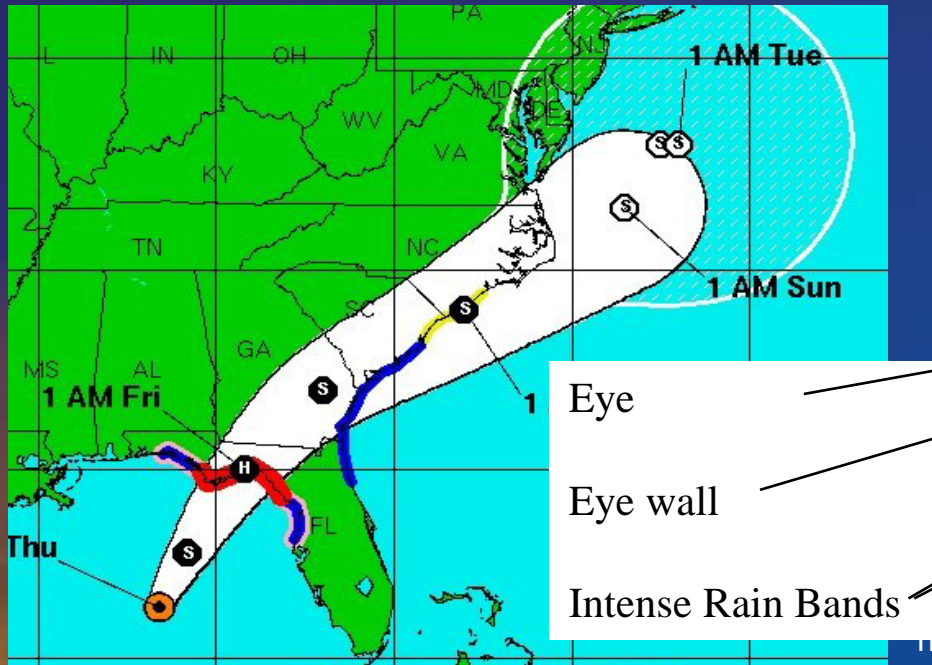 PA
L IN OH NJ
1 AM Tue
MD
DE
WV
VA
KY
S S
S
TN NC
1 AM Sun
SC
S
GA
MS AL
1 AM Fri
S
1
H
FL
Thu
S
Eye
Eye wall
Intense Rain Bands